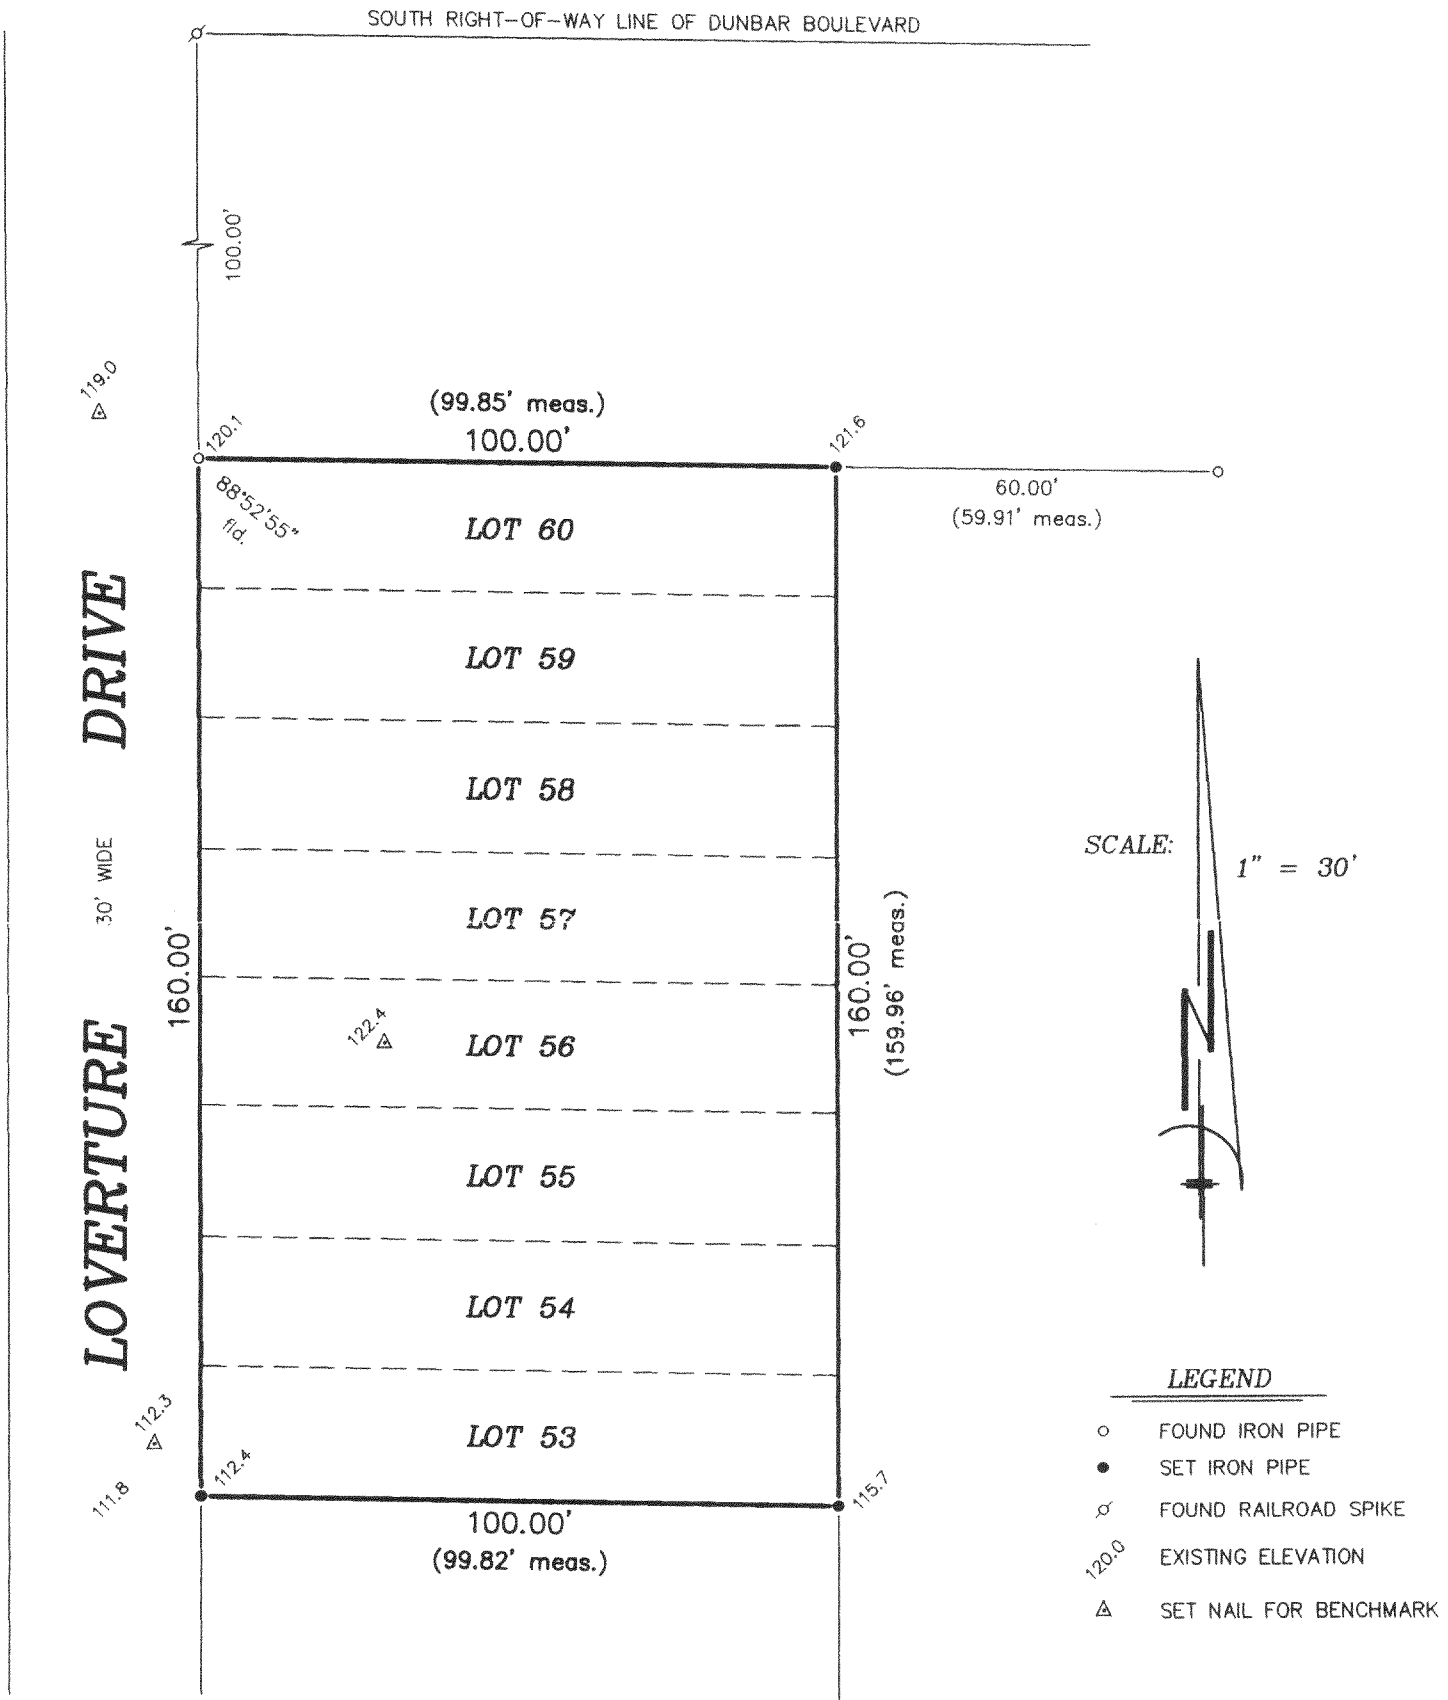 SOUTH RIGHT-OF-WAY LINE OF DUNBAR BOULEVARD
100.00'
119.0
(99.85' meas.)
100.00'
120.1
121.6
60.00'
(59.91' meas.)
88°52'55"
fld.
LOT 60
LOT 59
LOT 58
LOT 57
LOT 56
LOT 55
LOT 54
LOT 53
122.4
LOVERTURE DRIVE
30' WIDE
160.00'
160.00'
(159.96' meas.)
SCALE: 1" = 30'
N
112.3
111.8
112.4
115.7
100.00'
(99.82' meas.)
LEGEND
FOUND IRON PIPE
SET IRON PIPE
FOUND RAILROAD SPIKE
120.0 EXISTING ELEVATION
SET NAIL FOR BENCHMARK